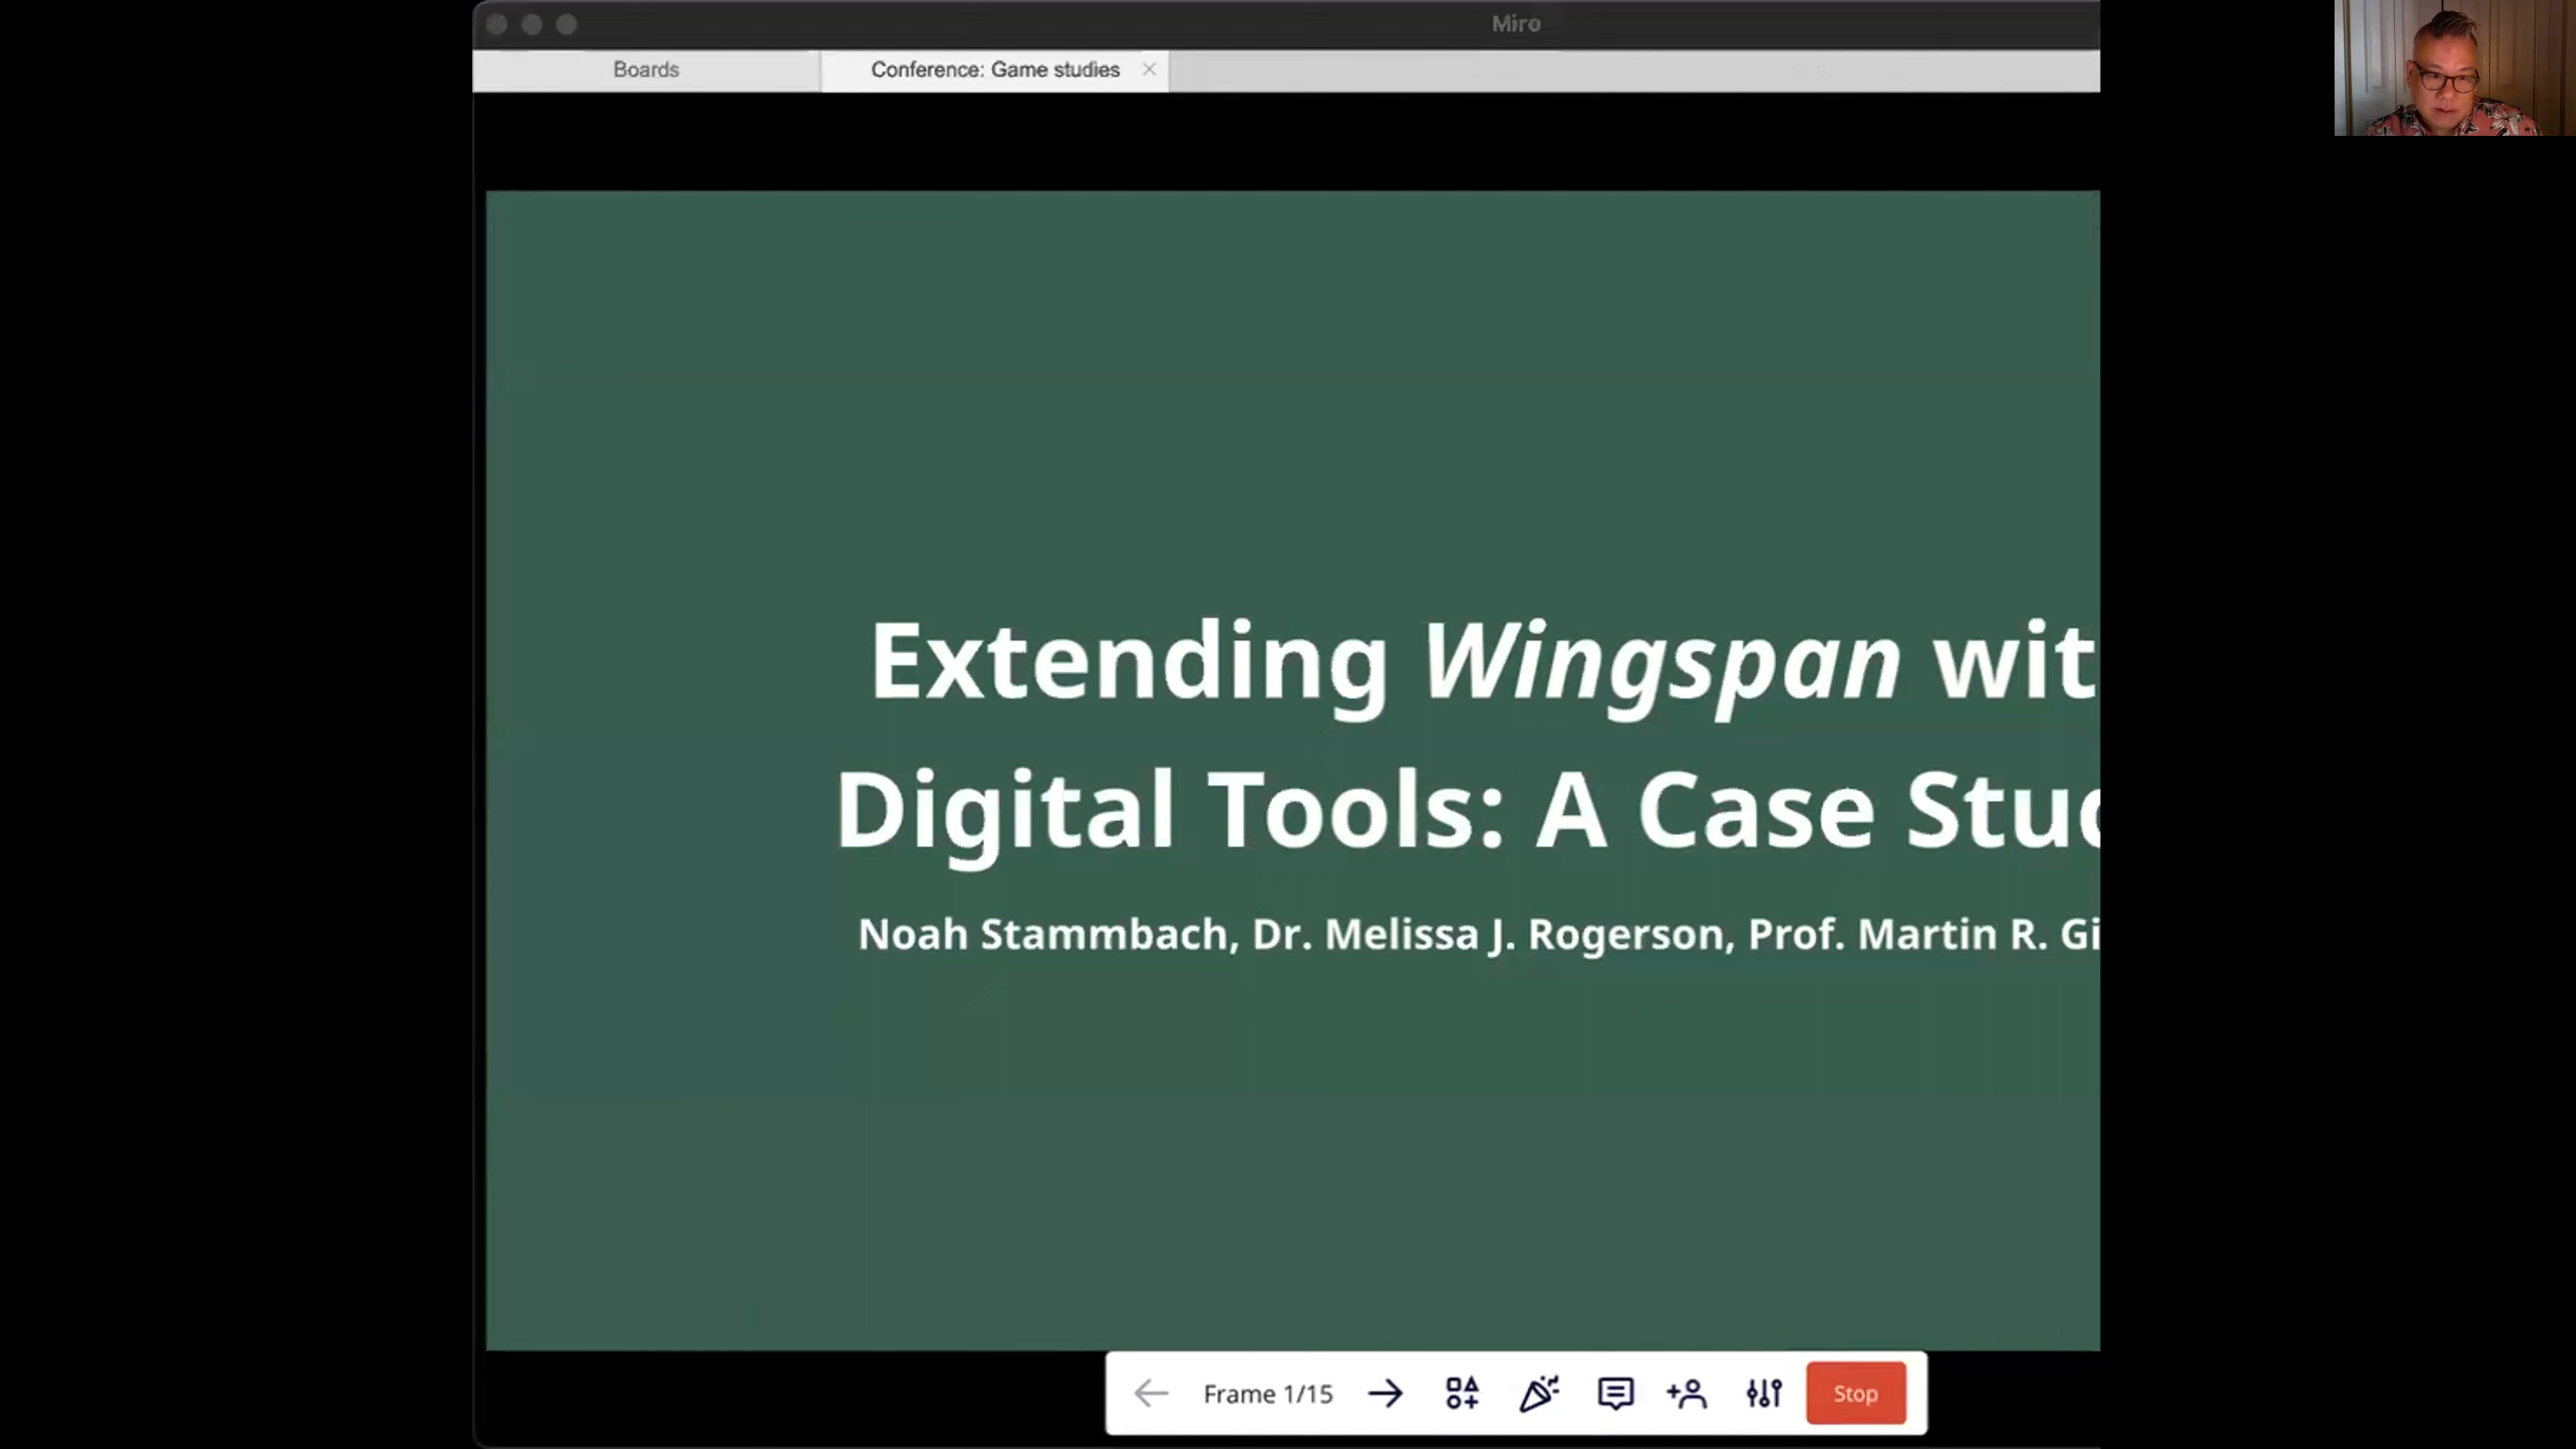 Miro
Boards
Conference: Game studies
Extending Wingspan wit
Digital Tools: A Case Stud
Noah Stammbach, Dr. Melissa J. Rogerson, Prof. Martin R. Gi
Frame 1/15
Stop